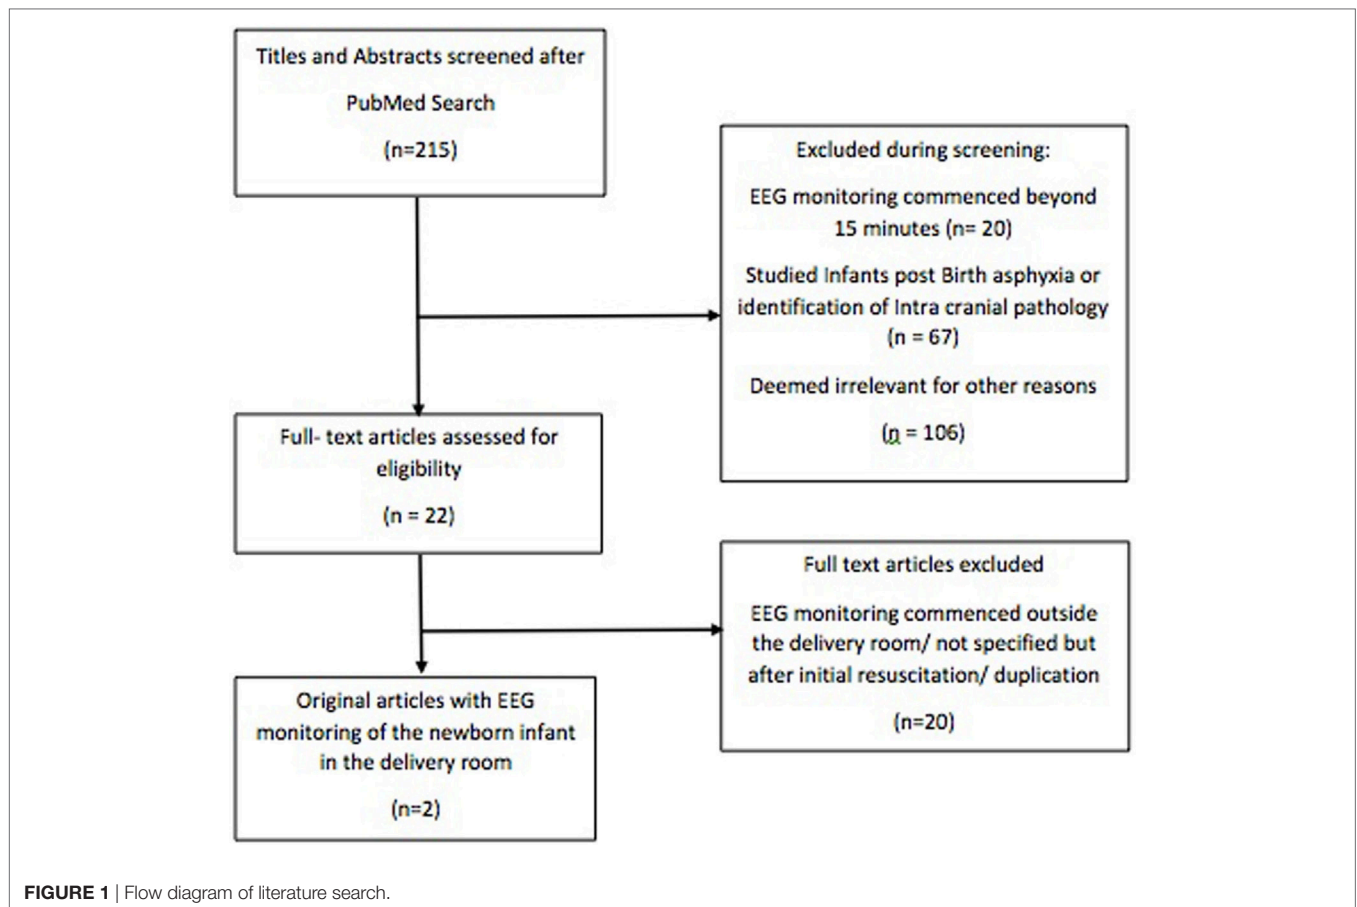 Titles and Abstracts screened after
PubMed Search
(n=215)
Excluded during screening:
EEG monitoring commenced beyond
15 minutes (n= 20)
Studied Infants post Birth asphyxia or
identification of Intra cranial pathology
(n = 67)
Deemed irrelevant for other reasons
(n = 106)
Full- text articles assessed for
eligibility
(n = 22)
Full text articles excluded
EEG monitoring commenced outside
the delivery room/ not specified but
after initial resuscitation/ duplication
(n=20)
Original articles with EEG
monitoring of the newborn infant
in the delivery room
(n=2)
FIGURE 1 | Flow diagram of literature search.